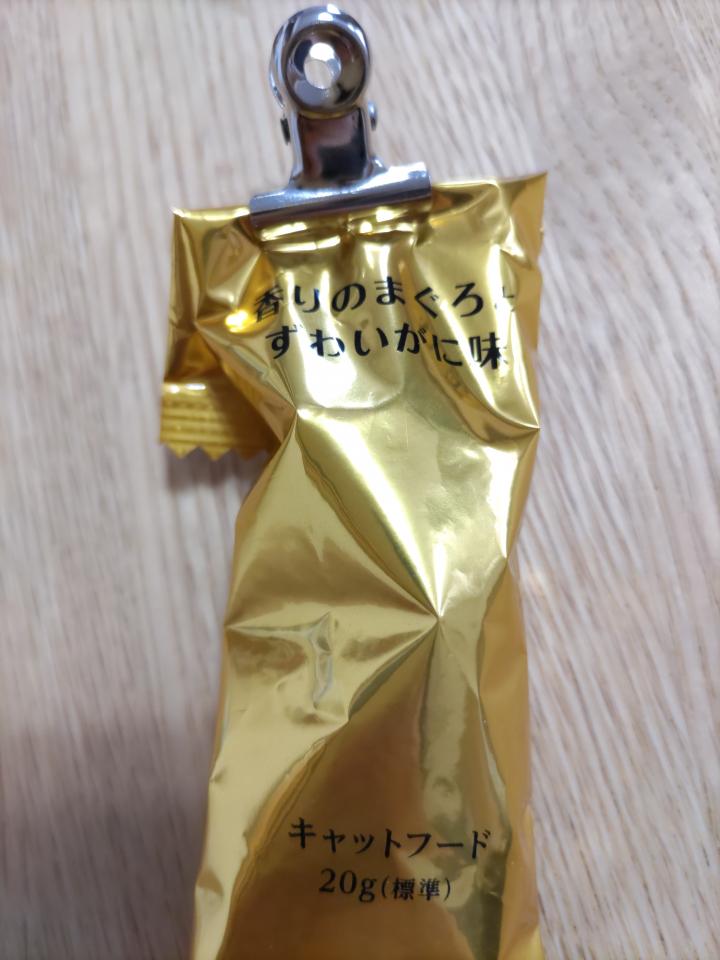 香りのまぐろと
ずわいがに味
キャットフード
20g(標準)